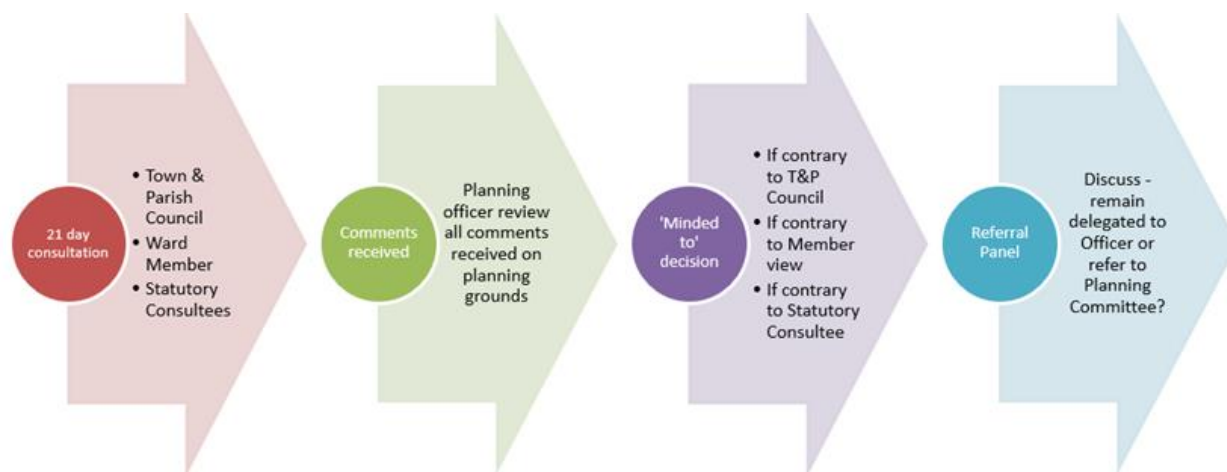 21 day
consultation
• Town &
Parish
Council
• Ward
Member
• Statutory
Consultees
Comments
received
Planning
officer review
all comments
received on
planning
grounds
'Minded
to'
decision
• If contrary
to T&P
Council
• If contrary
to Member
view
• If contrary
to Statutory
Consultee
Referral
Panel
Discuss -
remain
delegated to
Officer or
refer to
Planning
Committee?